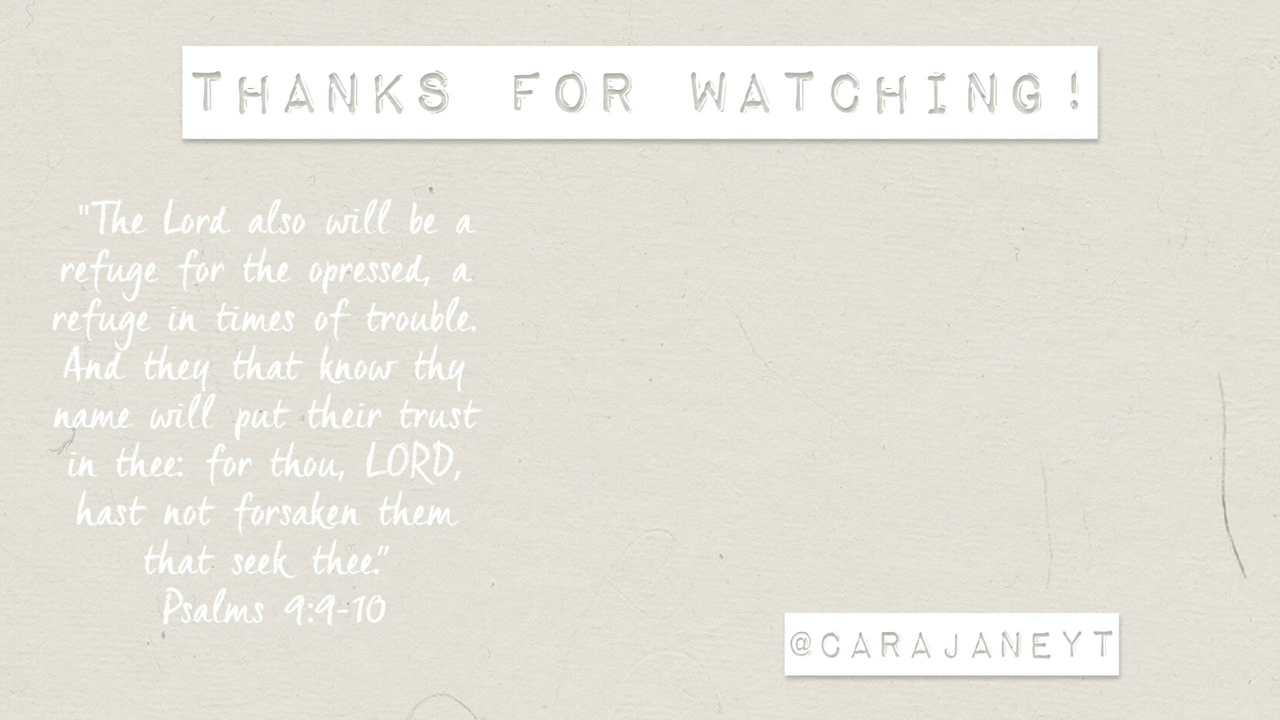 THANKS FOR WATCHING!
"The Lord also will be a
refuge for the opressed, a
refuge in times of trouble.
And they that know thy
name will put their trust
in thee: for thou, LORD,
hast not forsaken them
that seek thee."
Psalms 9:9-10
@CARAJANEYT